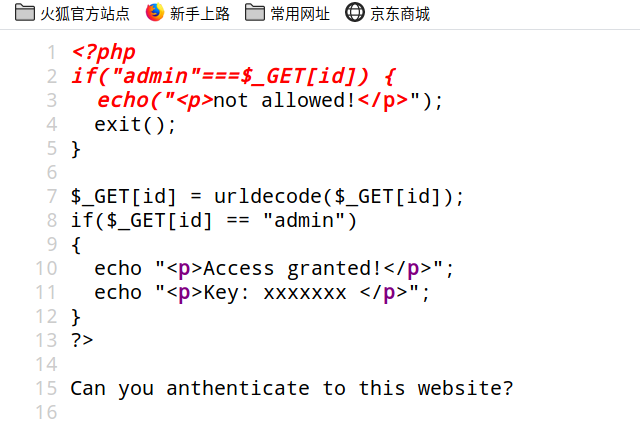 火狐官方站点 新手上路 常用网址 京东商城
1 <?php
2 if("admin"===$_GET[id]) {
3   echo("<p>not allowed!</p>");
4   exit();
5 }
6
7 $_GET[id] = urldecode($_GET[id]);
8 if($_GET[id] == "admin")
9 {
10   echo "<p>Access granted!</p>";
11   echo "<p>Key: xxxxxxx </p>";
12 }
13 ?>
14
15 Can you anthenticate to this website?
16